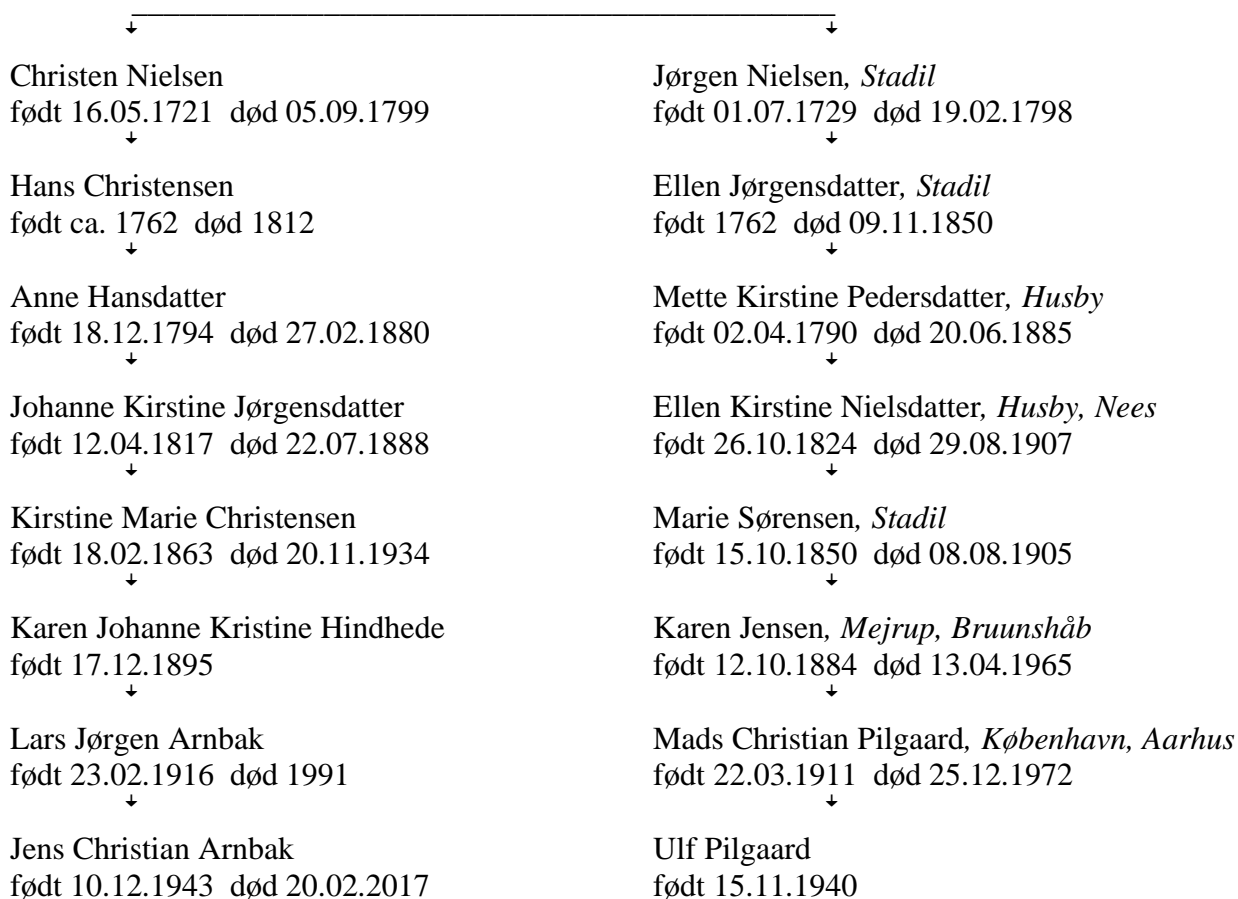 Christen Nielsen
født 16.05.1721 død 05.09.1799
Hans Christensen
født ca. 1762 død 1812
Anne Hansdatter
født 18.12.1794 død 27.02.1880
Johanne Kirstine Jørgensdatter
født 12.04.1817 død 22.07.1888
Kirstine Marie Christensen
født 18.02.1863 død 20.11.1934
Karen Johanne Kristine Hindhede
født 17.12.1895
Lars Jørgen Arnbak
født 23.02.1916 død 1991
Jens Christian Arnbak
født 10.12.1943 død 20.02.2017
Jørgen Nielsen, Stadil
født 01.07.1729 død 19.02.1798
Ellen Jørgensdatter, Stadil
født 1762 død 09.11.1850
Mette Kirstine Pedersdatter, Husby
født 02.04.1790 død 20.06.1885
Ellen Kirstine Nielsdatter, Husby, Nees
født 26.10.1824 død 29.08.1907
Marie Sørensen, Stadil
født 15.10.1850 død 08.08.1905
Karen Jensen, Mejrup, Bruunshåb
født 12.10.1884 død 13.04.1965
Mads Christian Pilgaard, København, Aarhus
født 22.03.1911 død 25.12.1972
Ulf Pilgaard
født 15.11.1940